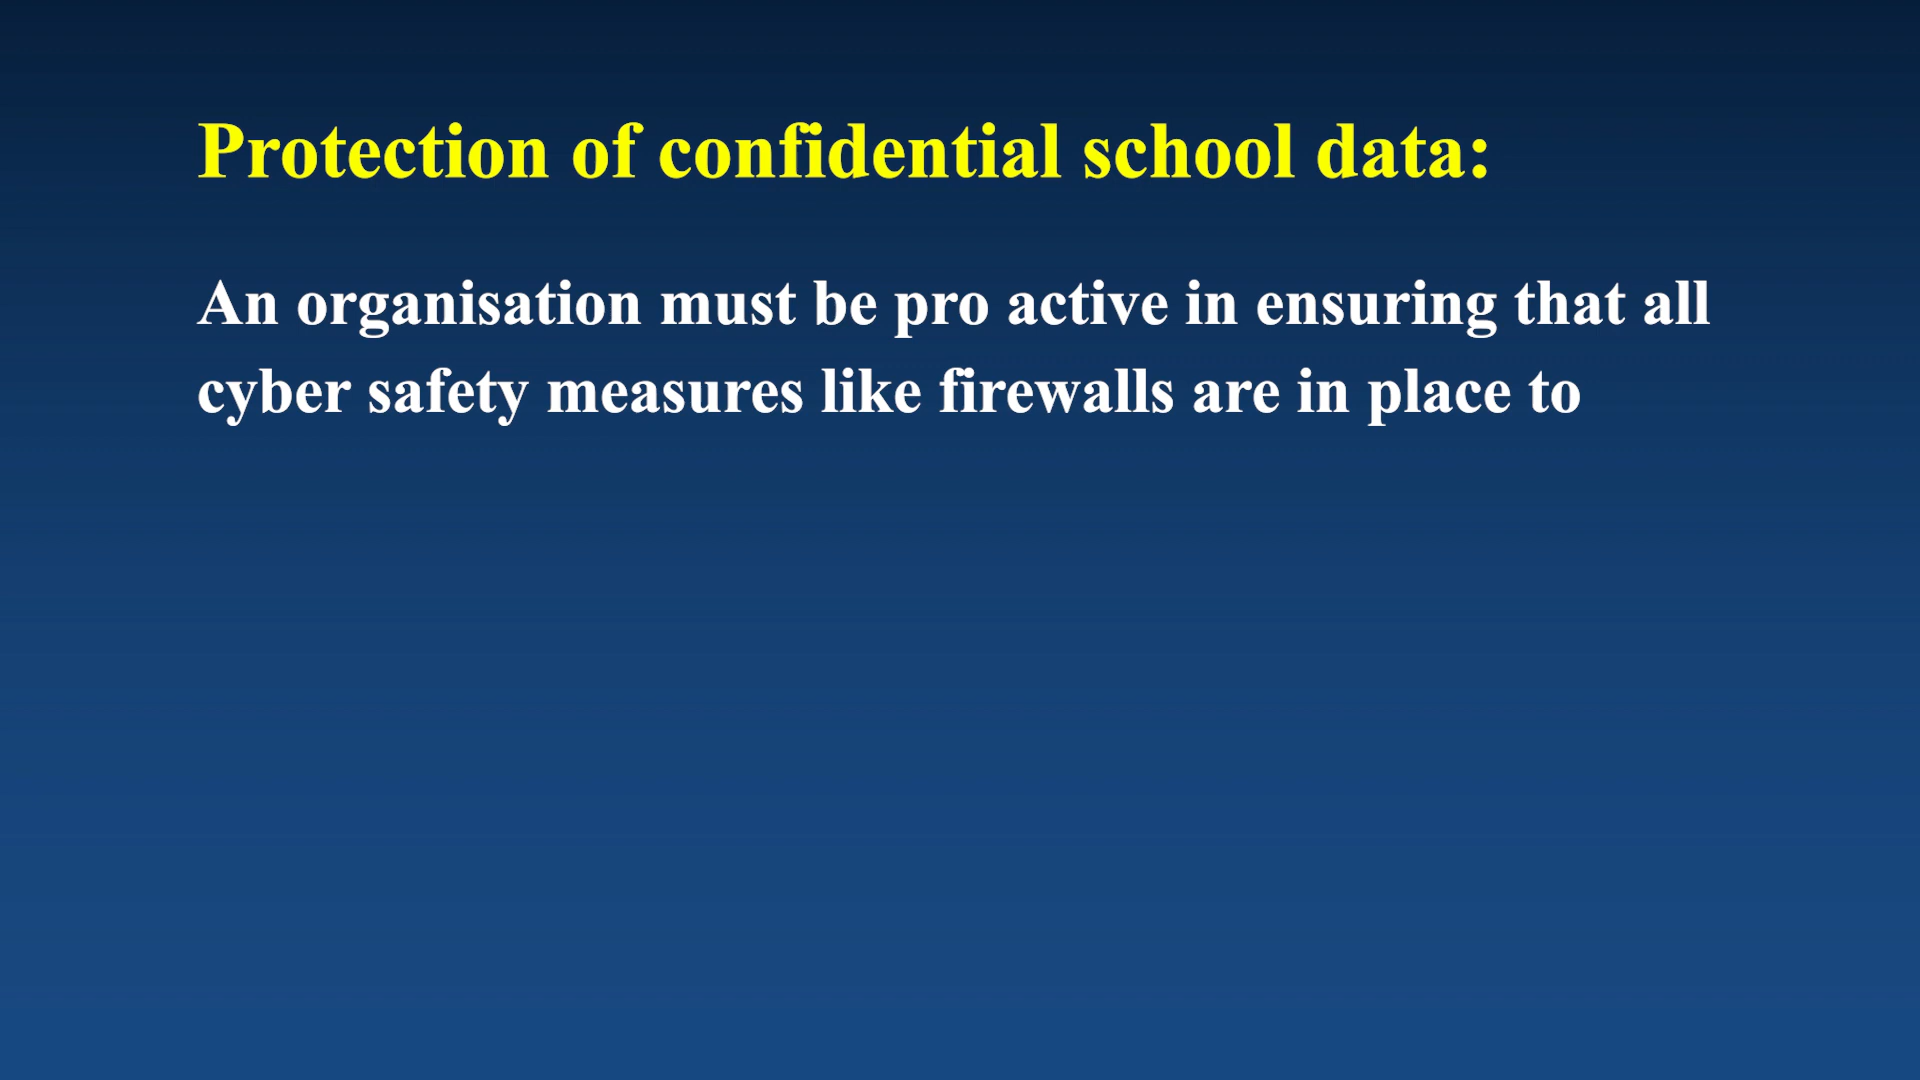 Protection of confidential school data:
An organisation must be pro active in ensuring that all
cyber safety measures like firewalls are in place to